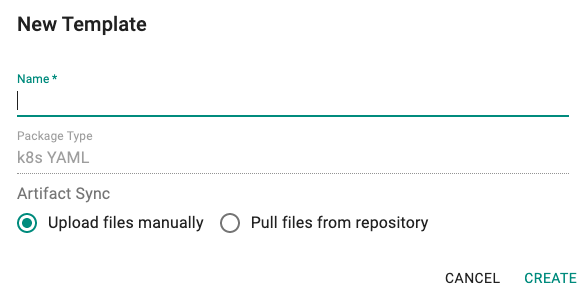 New Template
Name *
Package Type
k8s YAML
Artifact Sync
Upload files manually Pull files from repository
CANCEL CREATE